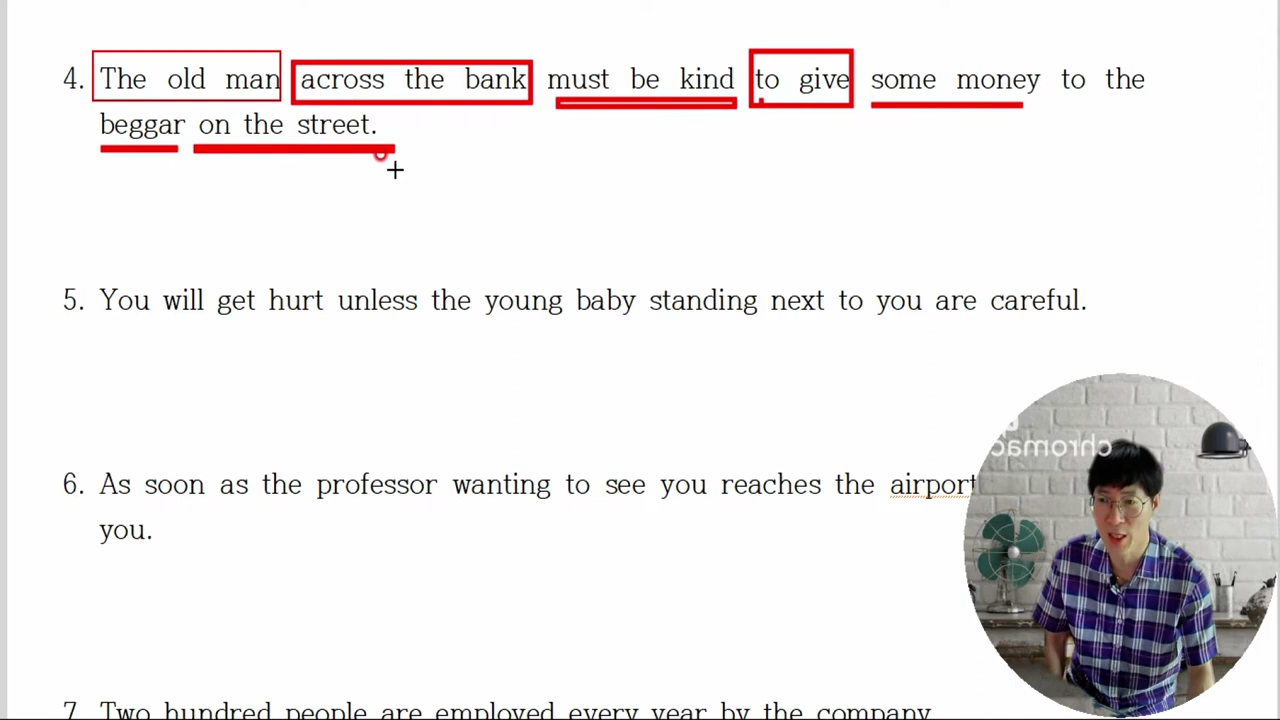 4. The old man across the bank must be kind to give some money to the
beggar on the street.
5. You will get hurt unless the young baby standing next to you are careful.
6. As soon as the professor wanting to see you reaches the airport
you.
7. Two hundred people are employed every year by the company